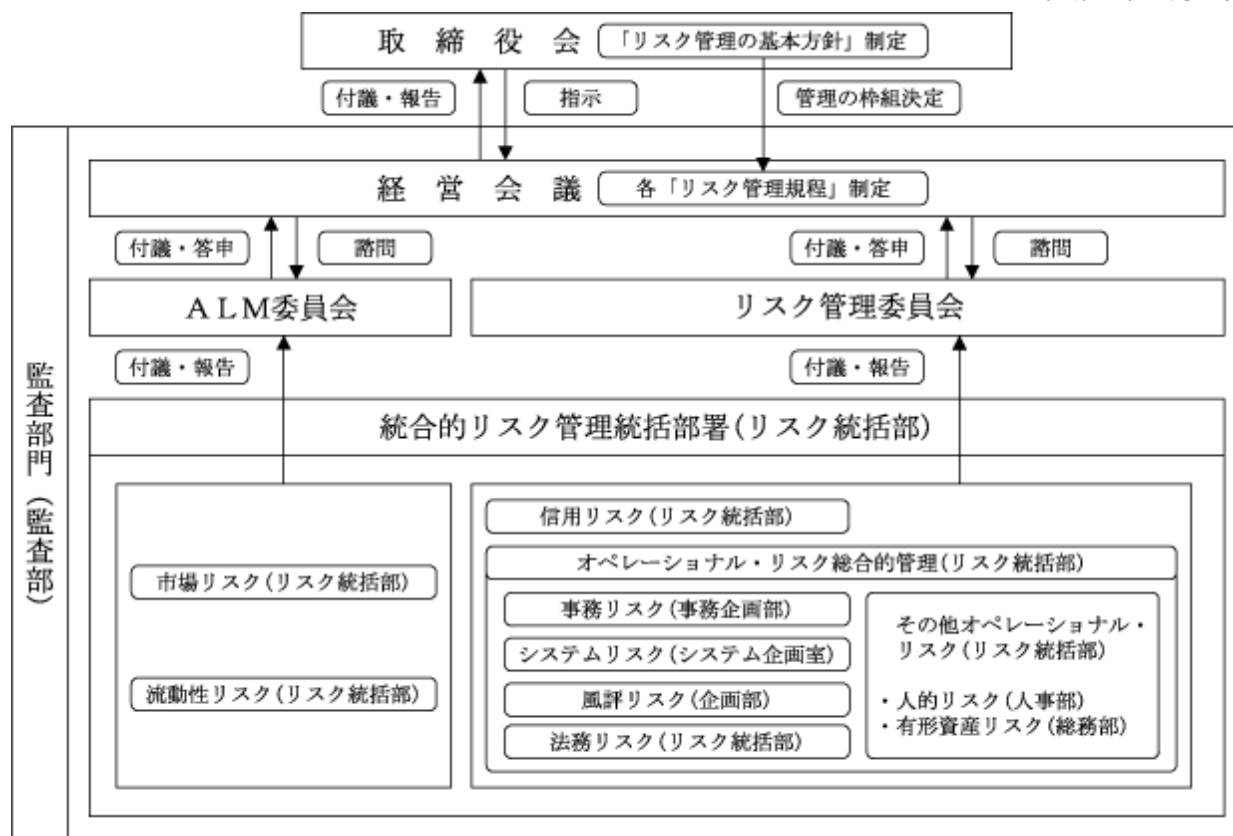 取締役会
「リスク管理の基本方針」制定
付議・報告
指示
管理の枠組決定
経営会議
各「リスク管理規程」制定
付議・答申
諮問
付議・答申
諮問
ALM委員会
リスク管理委員会
付議・報告
付議・報告
監査部門(監査部)
統合的リスク管理統括部署(リスク統括部)
市場リスク(リスク統括部)
流動性リスク(リスク統括部)
信用リスク(リスク統括部)
オペレーショナル・リスク総合的管理(リスク統括部)
事務リスク(事務企画部)
システムリスク(システム企画室)
風評リスク(企画部)
法務リスク(リスク統括部)
その他オペレーショナル・
リスク(リスク統括部)
・人的リスク(人事部)
・有形資産リスク(総務部)